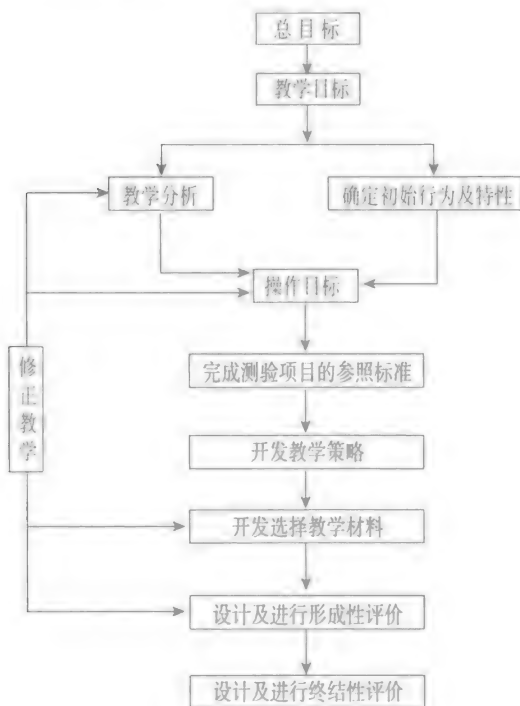 总目标
教学目标
教学分析
确定初始行为及特性
操作目标
修正教学
完成测验项目的参照标准
开发教学策略
开发选择教学材料
设计及进行形成性评价
设计及进行终结性评价